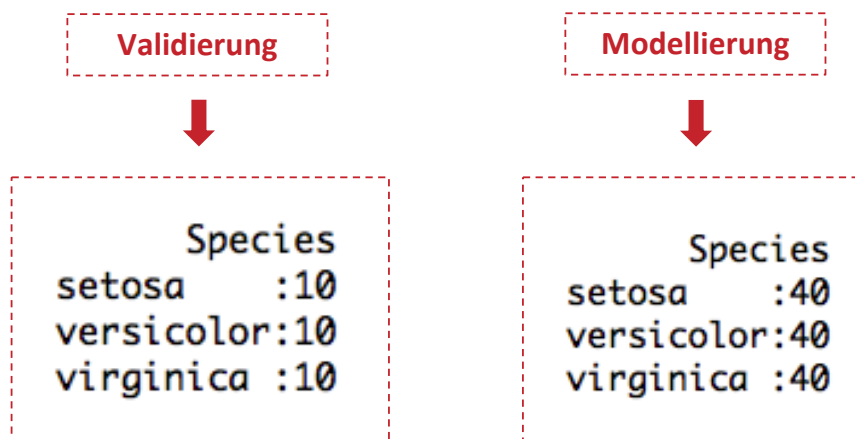 Validierung
Species
setosa    :10
versicolor:10
virginica :10
Modellierung
Species
setosa    :40
versicolor:40
virginica :40